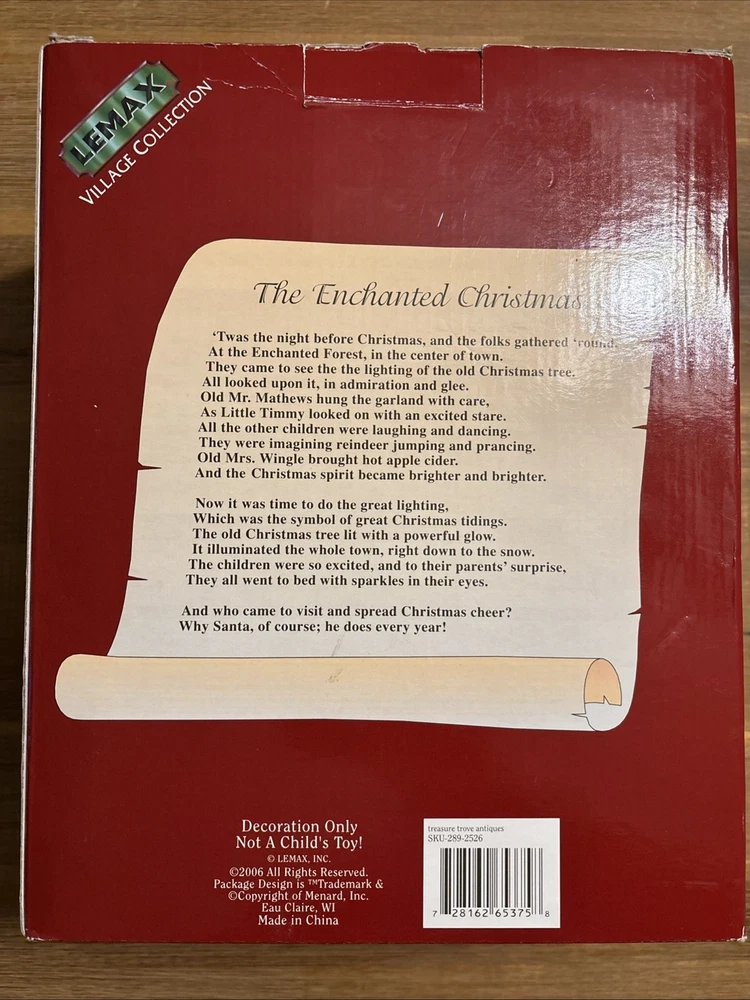 LEMAX
VILLAGE COLLECTION
The Enchanted Christmas
'Twas the night before Christmas, and the folks gathered 'round,
At the Enchanted Forest, in the center of town.
They came to see the the lighting of the old Christmas tree.
All looked upon it, in admiration and glee.
Old Mr. Mathews hung the garland with care,
As Little Timmy looked on with an excited stare.
All the other children were laughing and dancing.
They were imagining reindeer jumping and prancing.
Old Mrs. Wingle brought hot apple cider.
And the Christmas spirit became brighter and brighter.
Now it was time to do the great lighting,
Which was the symbol of great Christmas tidings.
The old Christmas tree lit with a powerful glow.
It illuminated the whole town, right down to the snow.
The children were so excited, and to their parents' surprise,
They all went to bed with sparkles in their eyes.
And who came to visit and spread Christmas cheer?
Why Santa, of course; he does every year!
Decoration Only
Not A Child's Toy!
© LEMAX, INC.
©2006 All Rights Reserved.
Package Design is ™Trademark &
©Copyright of Menard, Inc.
Eau Claire, WI
Made in China
treasure trove antiques
SKU-289-2526
7 28162 65375 8